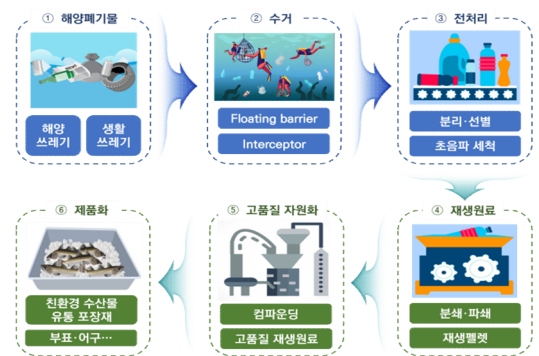 ① 해양폐기물
해양
쓰레기
생활
쓰레기
② 수거
Floating barrier
Interceptor
③ 전처리
분리·선별
초음파 세척
④ 재생원료
분쇄·파쇄
재생펠렛
⑤ 고품질 자원화
컴파운딩
고품질 재생원료
⑥ 제품화
친환경 수산물
유통 포장재
부표·어구…